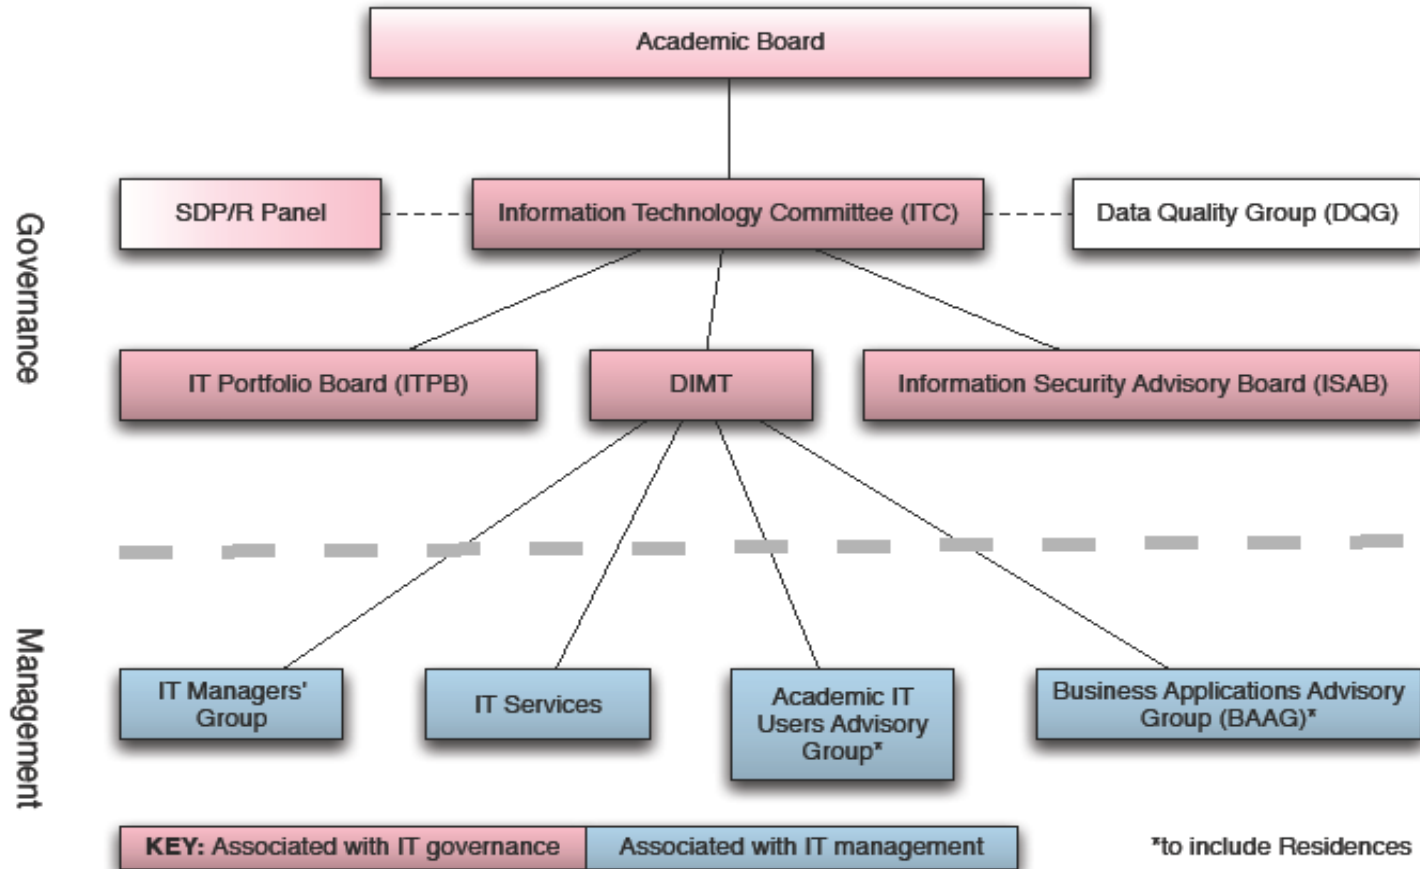 Academic Board
Governance
SDP/R Panel
Information Technology Committee (ITC)
Data Quality Group (DQG)
IT Portfolio Board (ITPB)
DIMT
Information Security Advisory Board (ISAB)
Management
IT Managers'
Group
IT Services
Academic IT
Users Advisory
Group*
Business Applications Advisory
Group (BAAG)*
KEY: Associated with IT governance
Associated with IT management
*to include Residences